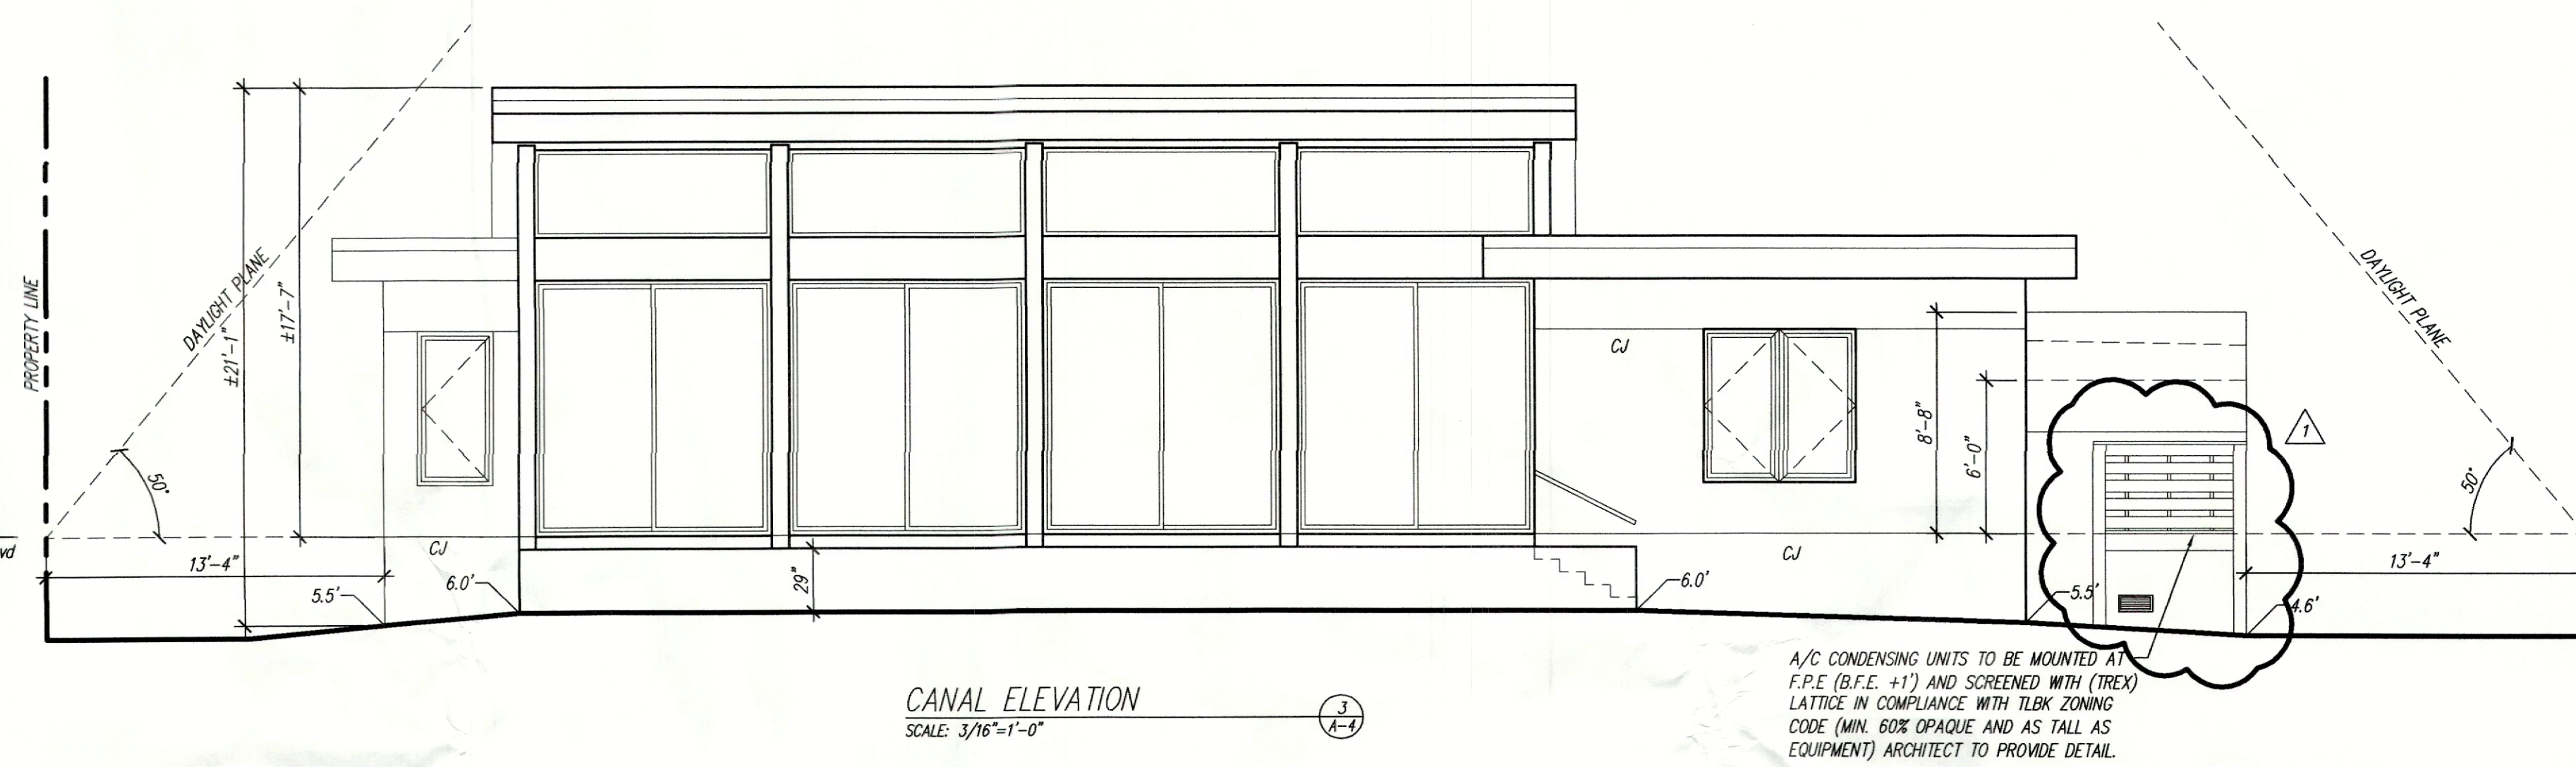 PROPERTY LINE
DAYLIGHT PLANE
±21'-1"
±17'-7"
50°
vd
13'-4"
5.5'
CJ
6.0'
29"
CJ
CJ
6.0'
8'-8"
6'-0"
5.5'
4.6'
1
DAYLIGHT PLANE
50°
13'-4"
A/C CONDENSING UNITS TO BE MOUNTED AT
F.P.E (B.F.E. +1') AND SCREENED WITH (TREX)
LATTICE IN COMPLIANCE WITH TLBK ZONING
CODE (MIN. 60% OPAQUE AND AS TALL AS
EQUIPMENT) ARCHITECT TO PROVIDE DETAIL.
CANAL ELEVATION
SCALE: 3/16"=1'-0"
3
A-4